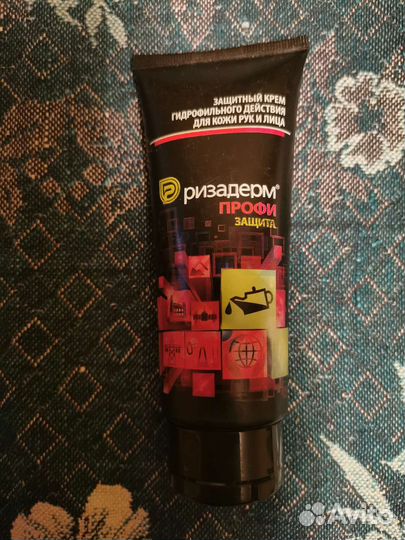 ЗАЩИТНЫЙ КРЕМ
ГИДРОФИЛЬНОГО ДЕЙСТВИЯ
ДЛЯ КОЖИ РУК И ЛИЦА
ризадерм®
ПРОФИ
ЗАЩИТА
Avito